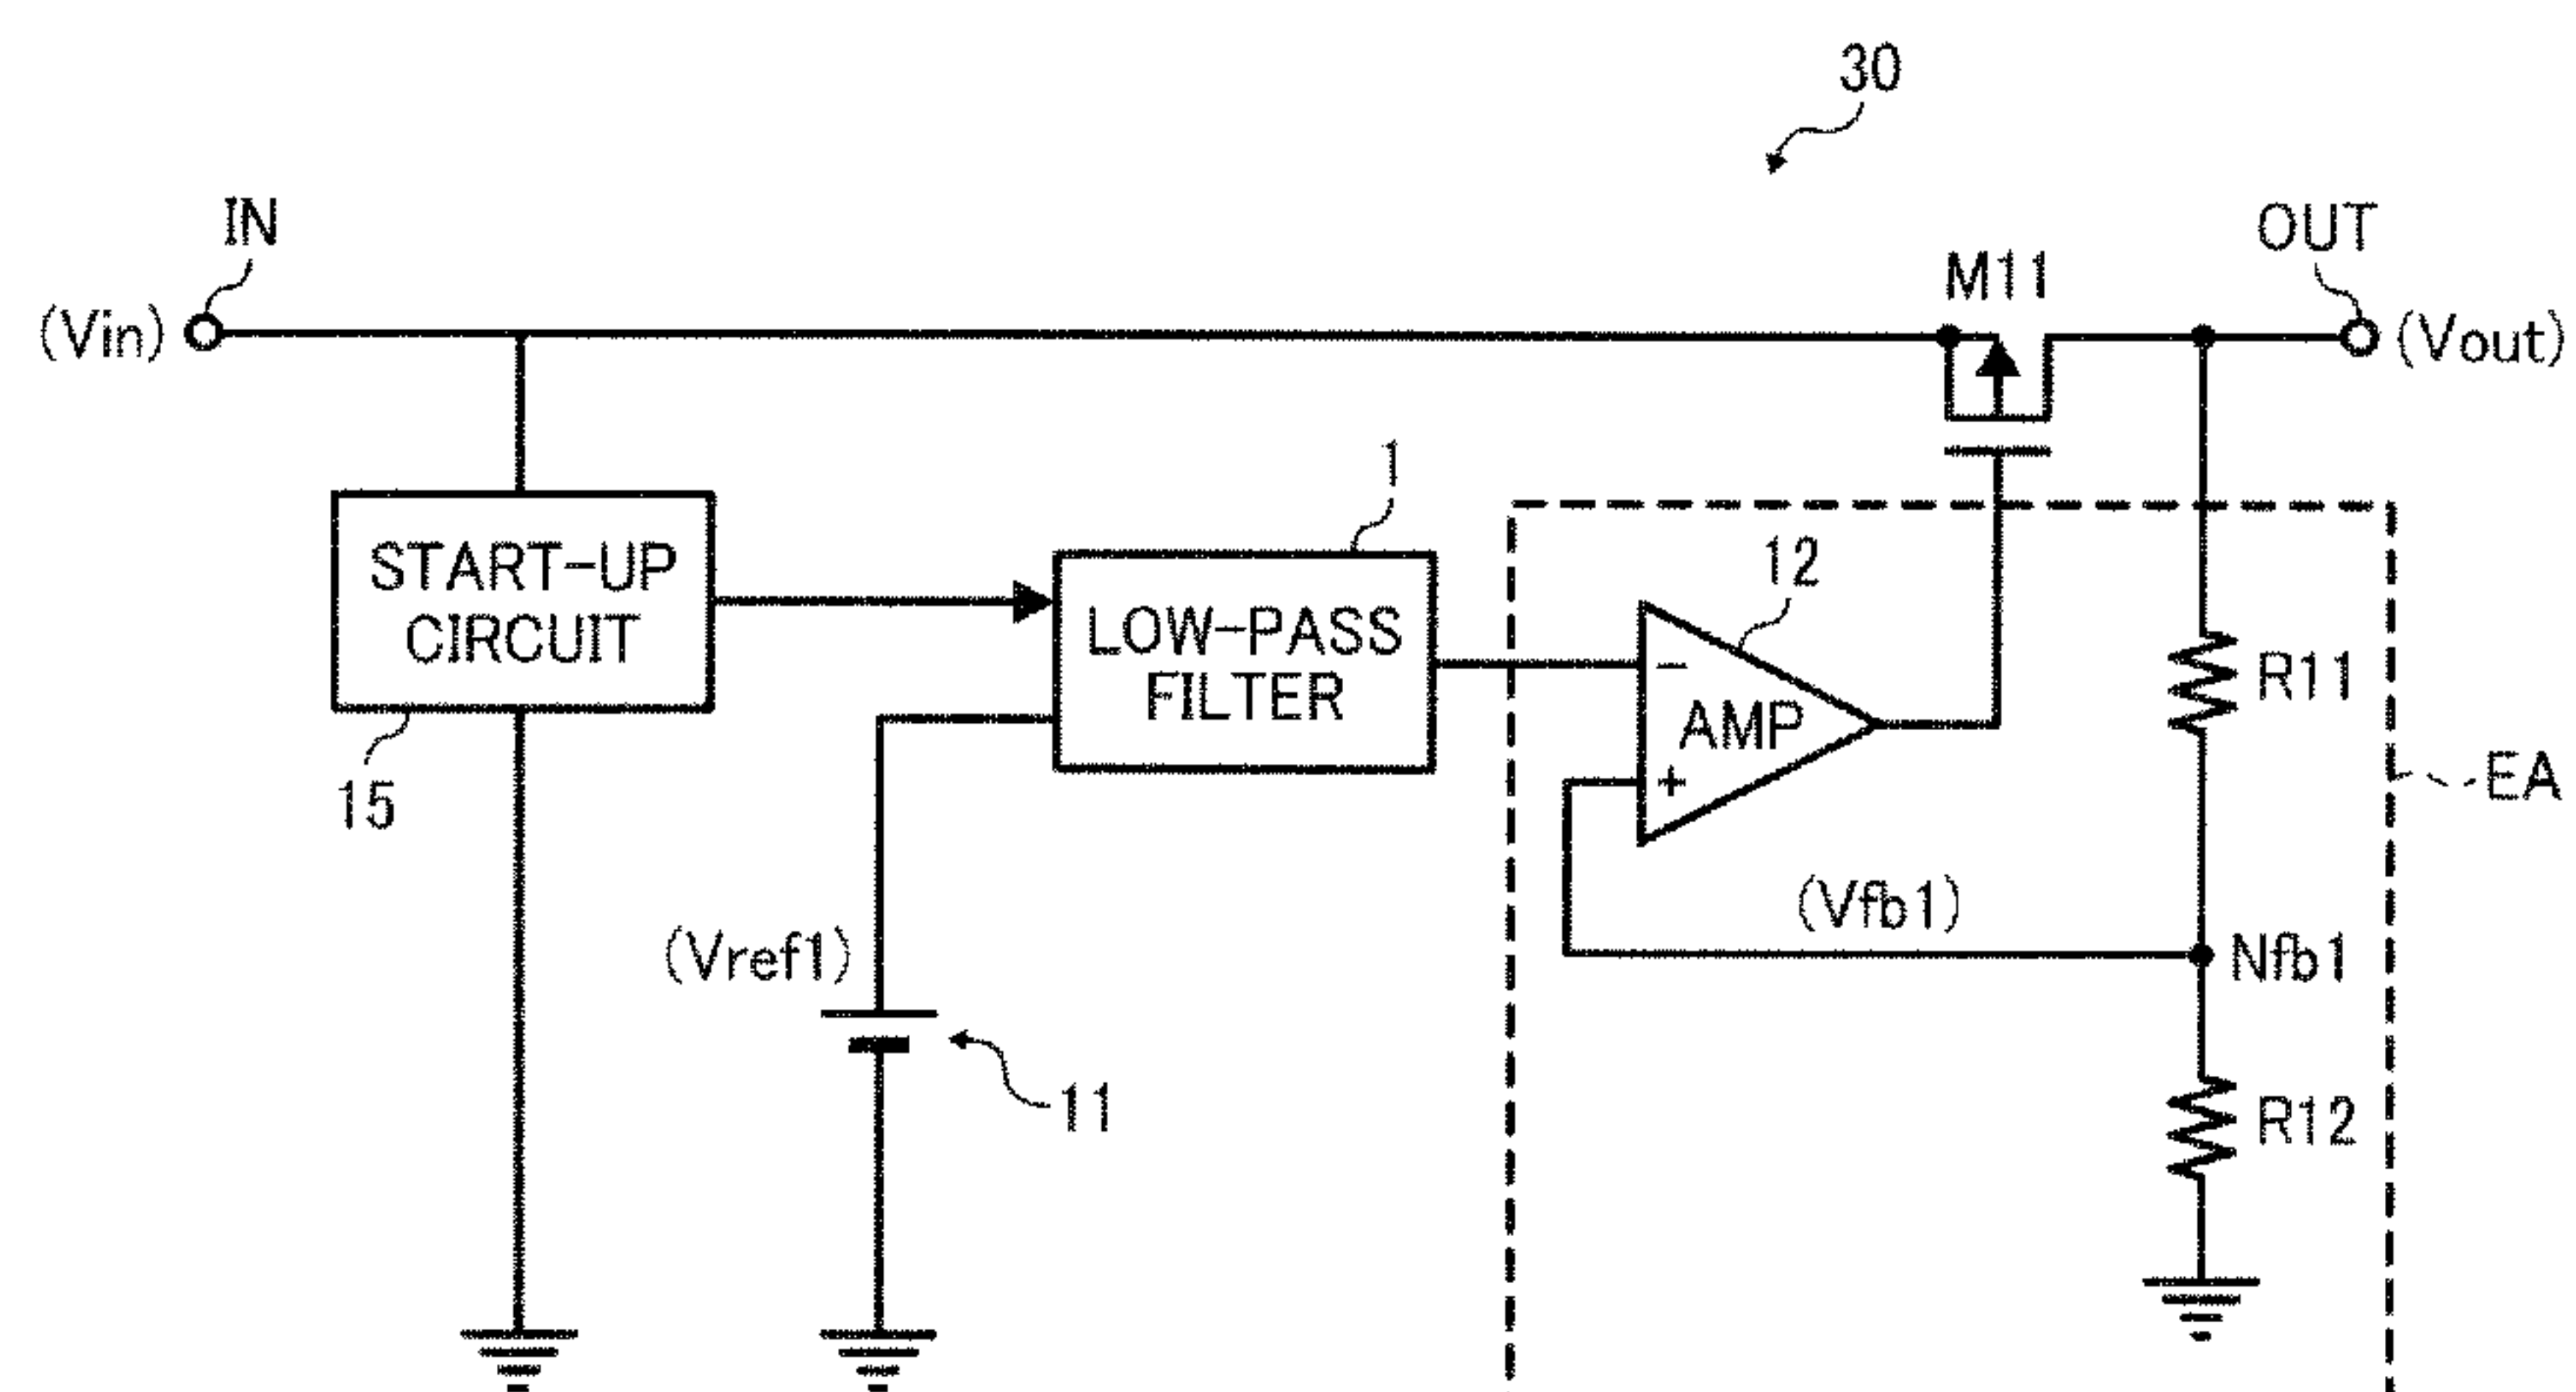 30
IN
OUT
M11
(Vin)
(Vout)
1
START-UP
CIRCUIT
12
LOW-PASS
FILTER
−
R11
AMP
+
EA
15
(Vfb1)
(Vref1)
Nfb1
11
R12